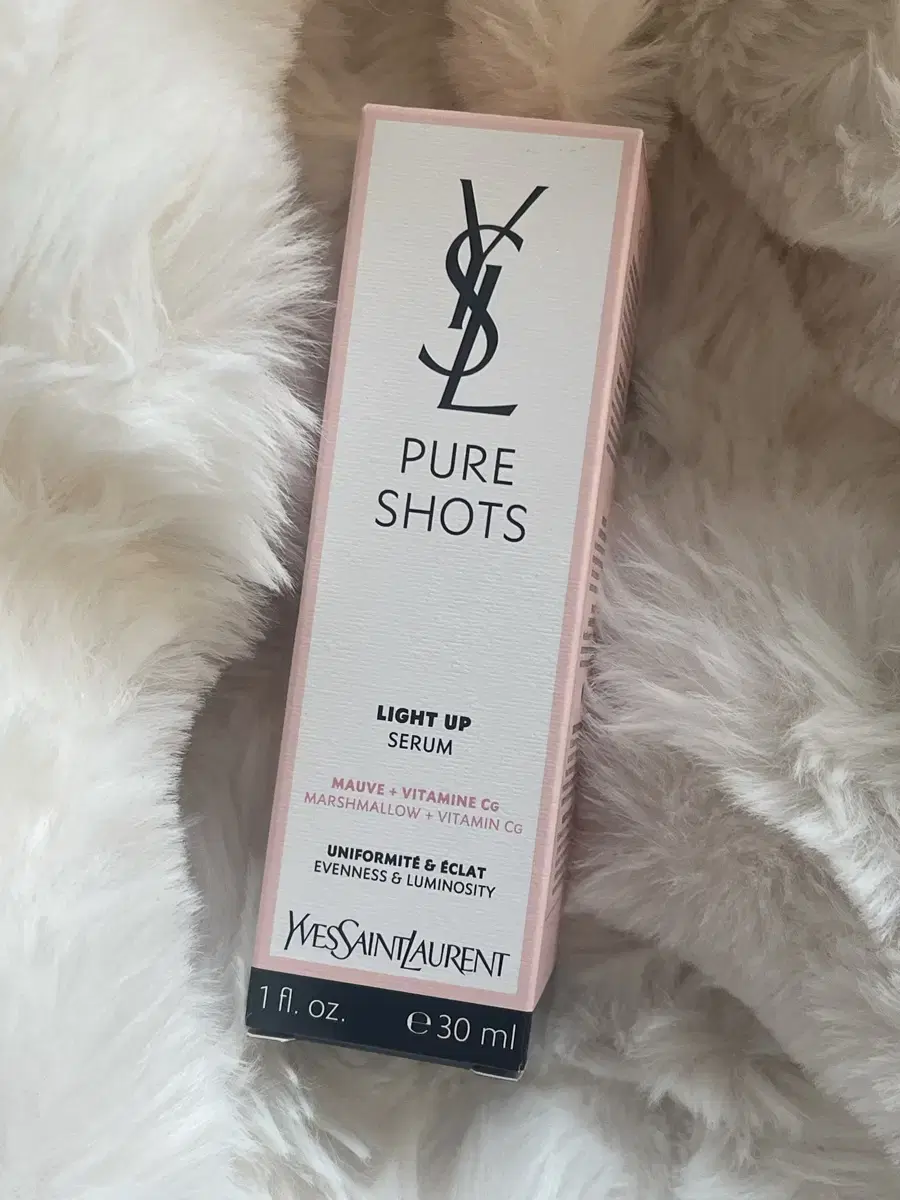 YSL
PURE
SHOTS
LIGHT UP
SERUM
MAUVE + VITAMINE CG
MARSHMALLOW + VITAMIN CG
UNIFORMITÉ & ÉCLAT
EVENNESS & LUMINOSITY
YVESSAINTLAURENT
1 fl. oz. ℮ 30 ml